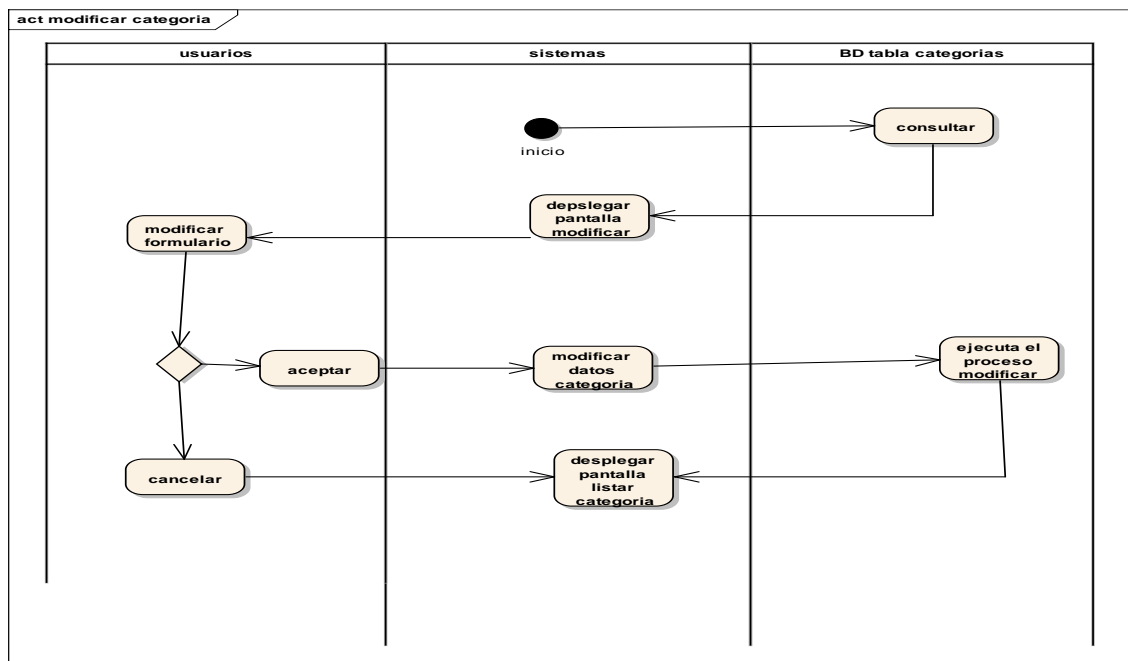 act modificar categoria
usuarios
sistemas
BD tabla categorias
inicio
consultar
depslegar
pantalla
modificar
modificar
formulario
aceptar
modificar
datos
categoria
ejecuta el
proceso
modificar
cancelar
desplegar
pantalla
listar
categoria